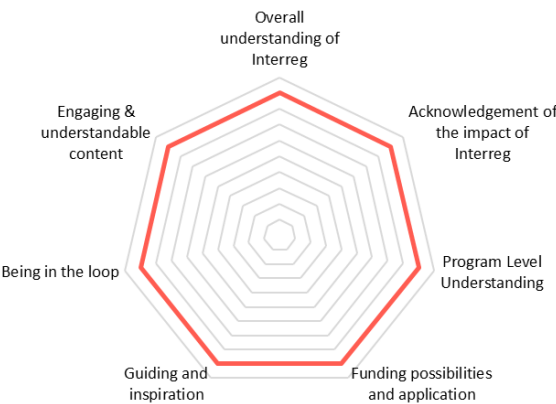 Overall
understanding of
Interreg
Acknowledgement of
the impact of
Interreg
Program Level
Understanding
Funding possibilities
and application
Guiding and
inspiration
Being in the loop
Engaging &
understandable
content